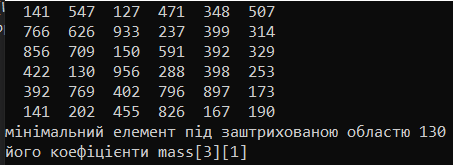 141 547 127 471 348 507
766 626 933 237 399 314
856 709 150 591 392 329
422 130 956 288 398 253
392 769 402 796 897 173
141 202 455 826 167 190
мінімальний елемент під заштрихованою областю 130
його коефіцієнти mass[3][1]